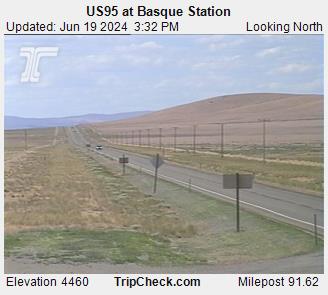 US95 at Basque Station
Updated: Jun 19 2024 3:32 PM Looking North
Elevation 4460 TripCheck.com Milepost 91.62